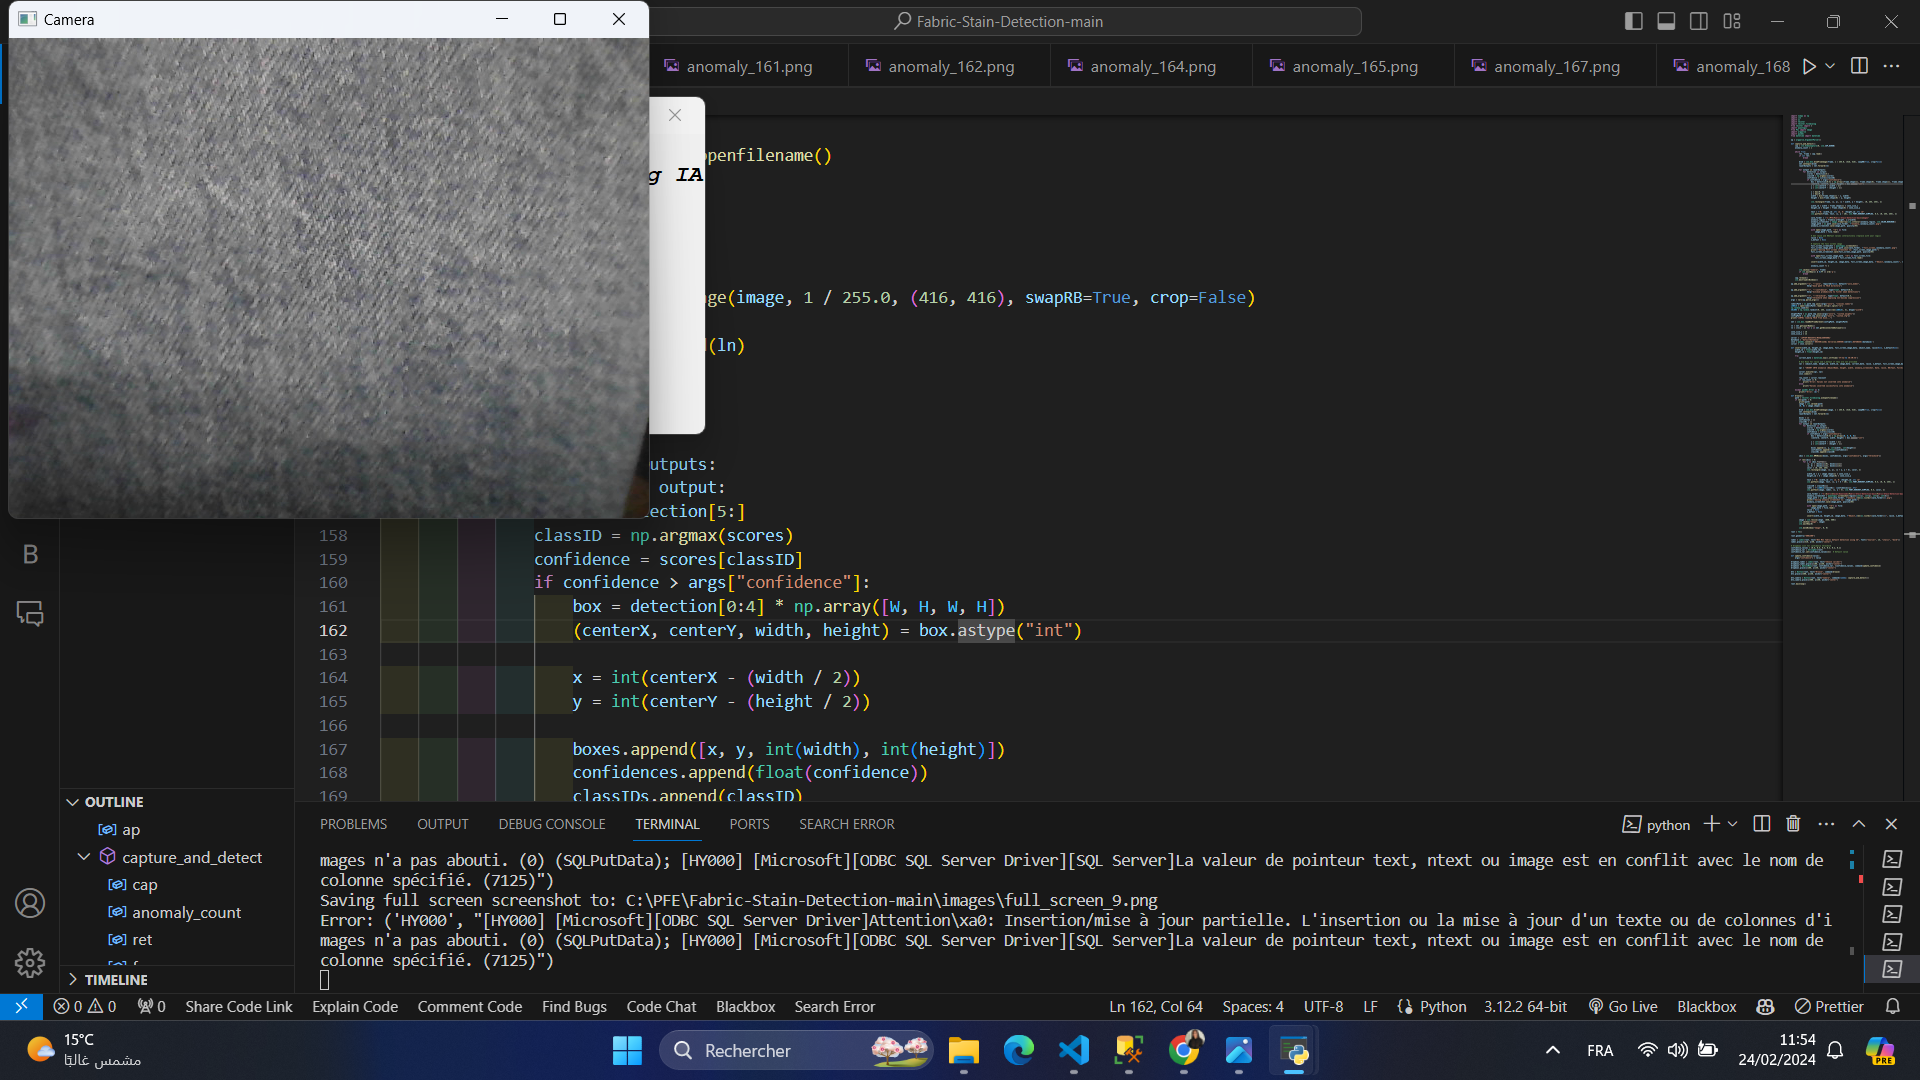 Camera
Fabric-Stain-Detection-main
anomaly_161.png
anomaly_162.png
anomaly_164.png
anomaly_165.png
anomaly_167.png
anomaly_168
openfilename()
g IA
ge(image, 1 / 255.0, (416, 416), swapRB=True, crop=False)
(ln)
utputs:
output:
ection[5:]
158 classID = np.argmax(scores)
159 confidence = scores[classID]
160 if confidence > args["confidence"]:
161 box = detection[0:4] * np.array([W, H, W, H])
162 (centerX, centerY, width, height) = box.astype("int")
163
164 x = int(centerX - (width / 2))
165 y = int(centerY - (height / 2))
166
167 boxes.append([x, y, int(width), int(height)])
168 confidences.append(float(confidence))
169 classIDs.append(classID)
B
OUTLINE
ap
capture_and_detect
cap
anomaly_count
ret
TIMELINE
PROBLEMS OUTPUT DEBUG CONSOLE TERMINAL PORTS SEARCH ERROR
python
mages n'a pas abouti. (0) (SQLPutData); [HY000] [Microsoft][ODBC SQL Server Driver][SQL Server]La valeur de pointeur text, ntext ou image est en conflit avec le nom de
colonne spécifié. (7125)")
Saving full screen screenshot to: C:\PFE\Fabric-Stain-Detection-main\images\full_screen_9.png
Error: ('HY000', "[HY000] [Microsoft][ODBC SQL Server Driver]Attention\xa0: Insertion/mise à jour partielle. L'insertion ou la mise à jour d'un texte ou de colonnes d'i
mages n'a pas abouti. (0) (SQLPutData); [HY000] [Microsoft][ODBC SQL Server Driver][SQL Server]La valeur de pointeur text, ntext ou image est en conflit avec le nom de
colonne spécifié. (7125)")
0 0 0 Share Code Link Explain Code Comment Code Find Bugs Code Chat Blackbox Search Error
Ln 162, Col 64 Spaces: 4 UTF-8 LF Python 3.12.2 64-bit Go Live Blackbox Prettier
15°C
مشمس غالبًا
Rechercher
FRA
11:54
24/02/2024
PRE